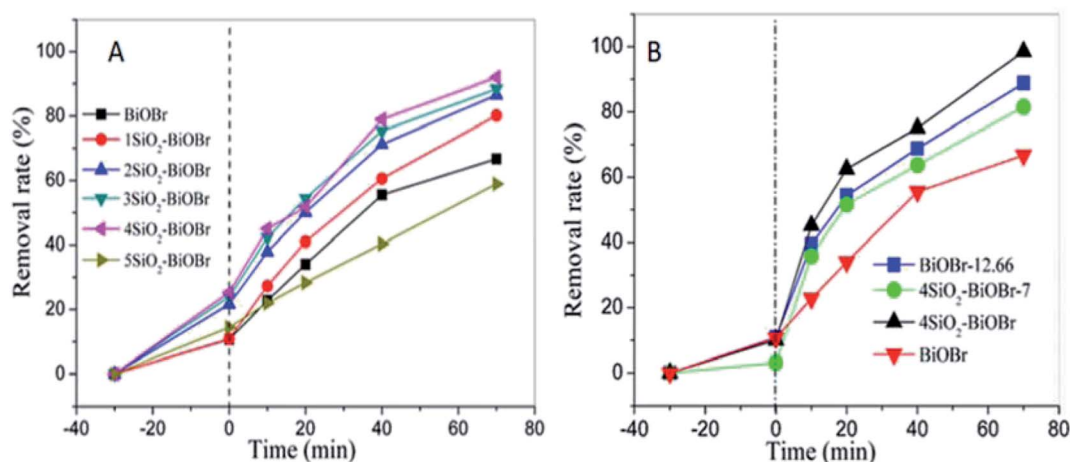 A
Removal rate (%)
100
80
60
40
20
0
BiOBr
1SiO₂-BiOBr
2SiO₂-BiOBr
3SiO₂-BiOBr
4SiO₂-BiOBr
5SiO₂-BiOBr
-40 -20 0 20 40 60 80
Time (min)
B
Removal rate (%)
100
80
60
40
20
0
BiOBr-12.66
4SiO₂-BiOBr-7
4SiO₂-BiOBr
BiOBr
-40 -20 0 20 40 60 80
Time (min)